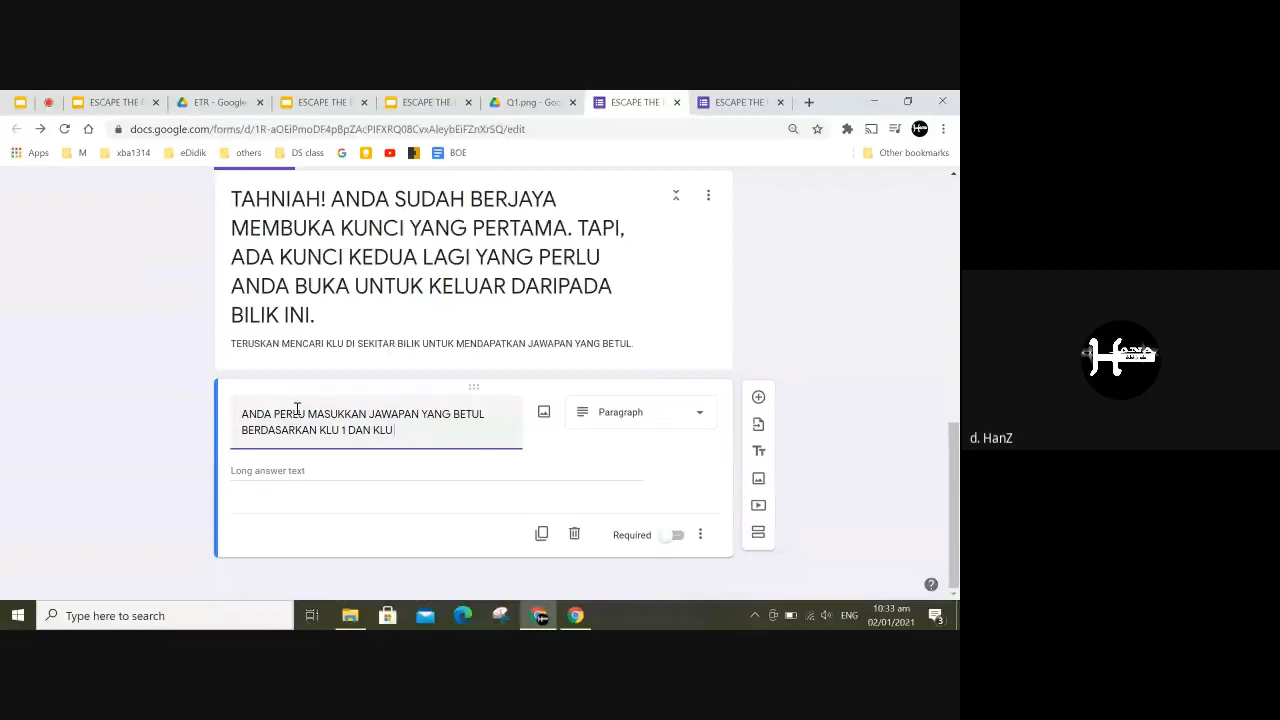 ESCAPE THE
ETR - Google
ESCAPE THE
ESCAPE THE
Q1.png - Goo
ESCAPE THE
ESCAPE THE
docs.google.com/forms/d/1R-aOEiPmoDF4pBpZAcPIFXRQ08CvxAleybEiFZnXrSQ/edit
Apps
M
xba1314
eDidik
others
DS class
BOE
Other bookmarks
TAHNIAH! ANDA SUDAH BERJAYA
MEMBUKA KUNCI YANG PERTAMA. TAPI,
ADA KUNCI KEDUA LAGI YANG PERLU
ANDA BUKA UNTUK KELUAR DARIPADA
BILIK INI.
TERUSKAN MENCARI KLU DI SEKITAR BILIK UNTUK MENDAPATKAN JAWAPAN YANG BETUL.
ANDA PERLU MASUKKAN JAWAPAN YANG BETUL
BERDASARKAN KLU 1 DAN KLU
Paragraph
Long answer text
Required
d. HanZ
Type here to search
ENG
10:33 am
02/01/2021
3